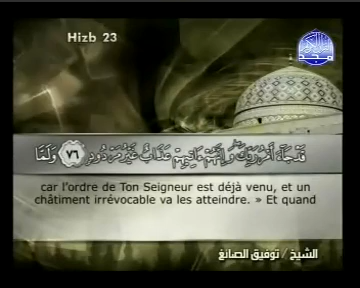 Hizb 23
مجد
قَدْ جَآءَ أَمْرُ رَبِّكَ وَإِنَّهُمْ ءَاتِيهِمْ عَذَابٌ غَيْرُ مَرْدُودٍ ٧٦ وَلَمَّا
car l'ordre de Ton Seigneur est déjà venu, et un
châtiment irrévocable va les atteindre. » Et quand
الشيخ / توفيق الصائغ